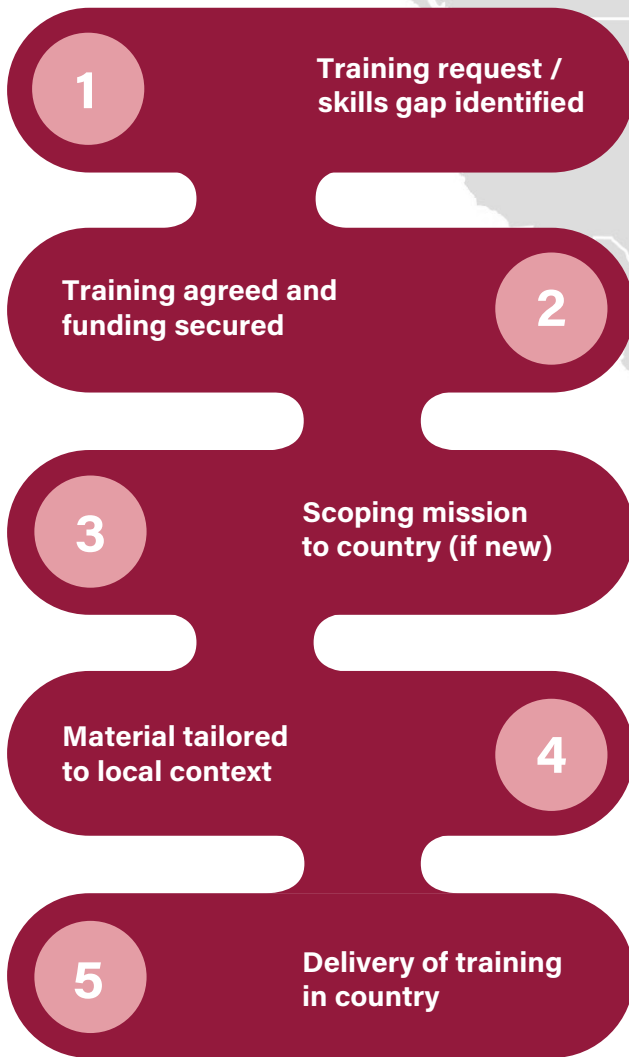 1
Training request /
skills gap identified
Training agreed and
funding secured
2
3
Scoping mission
to country (if new)
Material tailored
to local context
4
5
Delivery of training
in country